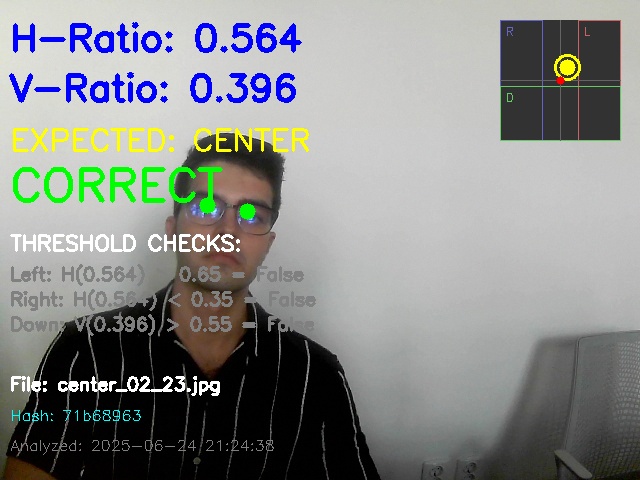 H-Ratio: 0.564
V-Ratio: 0.396
EXPECTED: CENTER
CORRECT
THRESHOLD CHECKS:
Left: H(0.564) > 0.65 = False
Right: H(0.564) < 0.35 = False
Down: V(0.396) > 0.55 = False
File: center_02_23.jpg
Hash: 71b68963
Analyzed: 2025-06-24 21:24:38
R
L
D